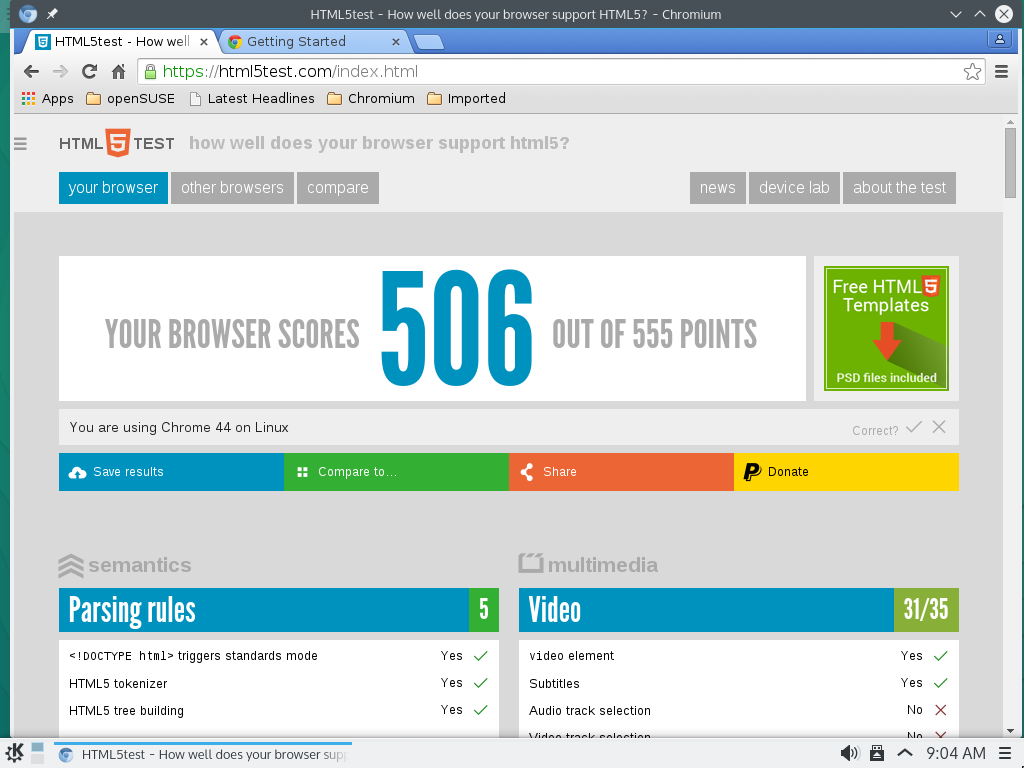 HTML5test - How well does your browser support HTML5? - Chromium
HTML5test - How well
Getting Started
https://html5test.com/index.html
Apps openSUSE Latest Headlines Chromium Imported
HTML 5 TEST how well does your browser support html5?
your browser other browsers compare news device lab about the test
YOUR BROWSER SCORES 506 OUT OF 555 POINTS
Free HTML5
Templates
PSD files included
You are using Chrome 44 on Linux Correct?
Save results Compare to... Share Donate
semantics
Parsing rules 5
<!DOCTYPE html> triggers standards mode Yes
HTML5 tokenizer Yes
HTML5 tree building Yes
multimedia
Video 31/35
video element Yes
Subtitles Yes
Audio track selection No
Video track selection No
HTML5test - How well does your browser supp
9:04 AM